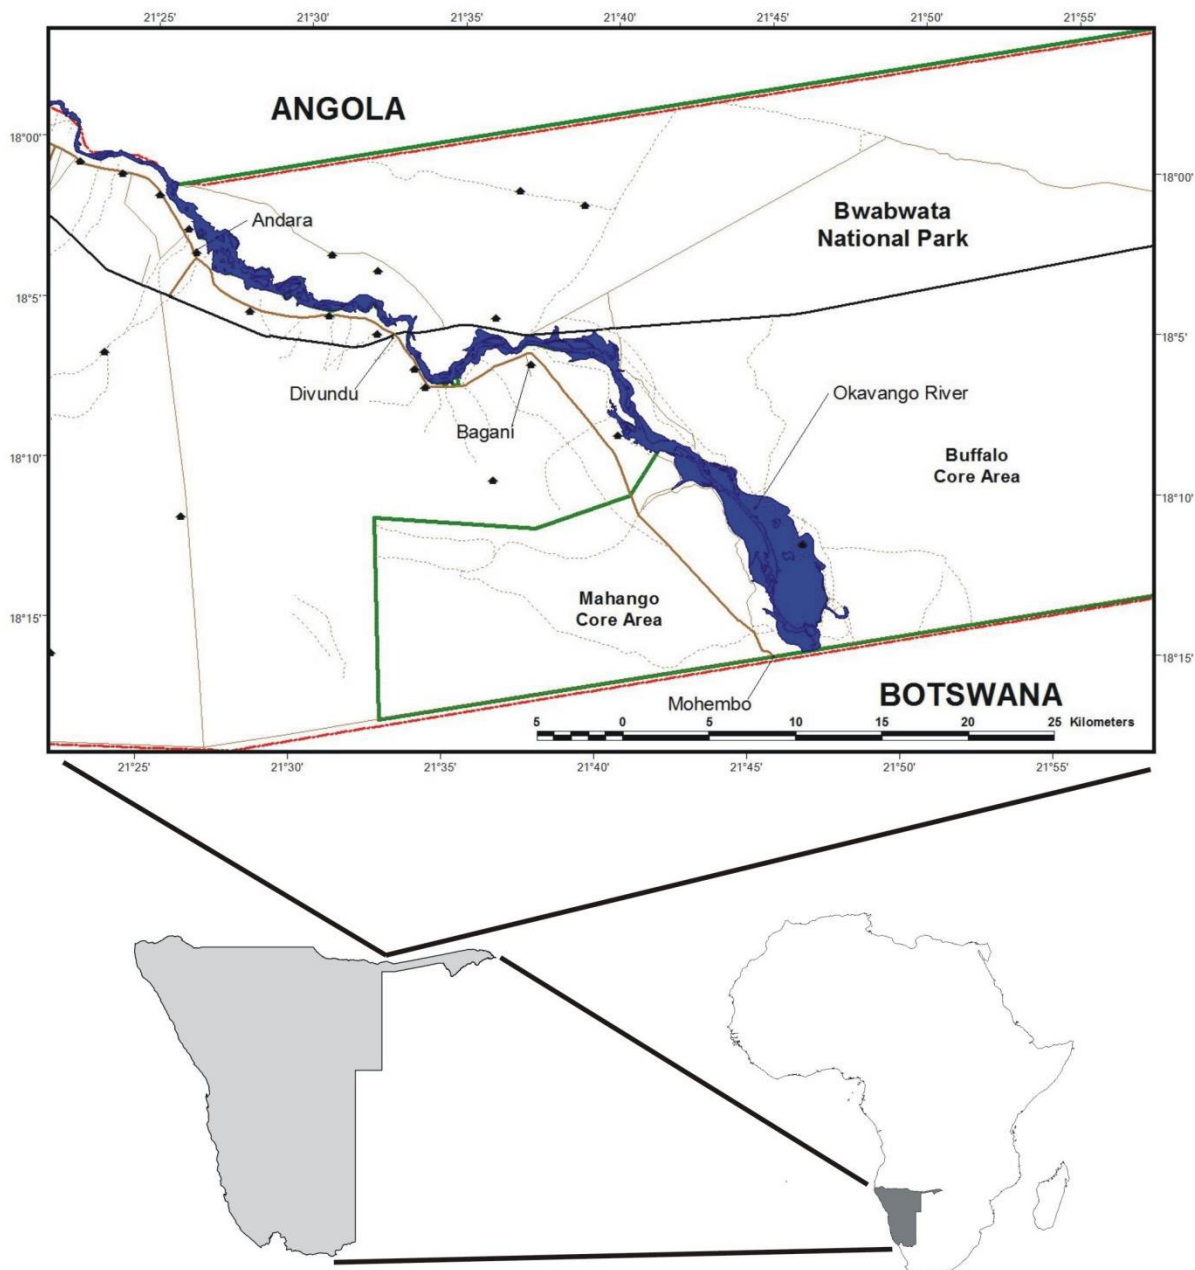 21°25' 21°30' 21°35' 21°40' 21°45' 21°50' 21°55'
ANGOLA
18°00'
18°00'
Bwabwata
National Park
Andara
18°5'
18°5'
Divundu
Okavango River
Bagani
18°10'
Buffalo
Core Area
18°10'
Mahango
Core Area
18°15'
18°15'
BOTSWANA
Mohembo
5 0 5 10 15 20 25 Kilometers
21°25' 21°30' 21°35' 21°40' 21°45' 21°50' 21°55'